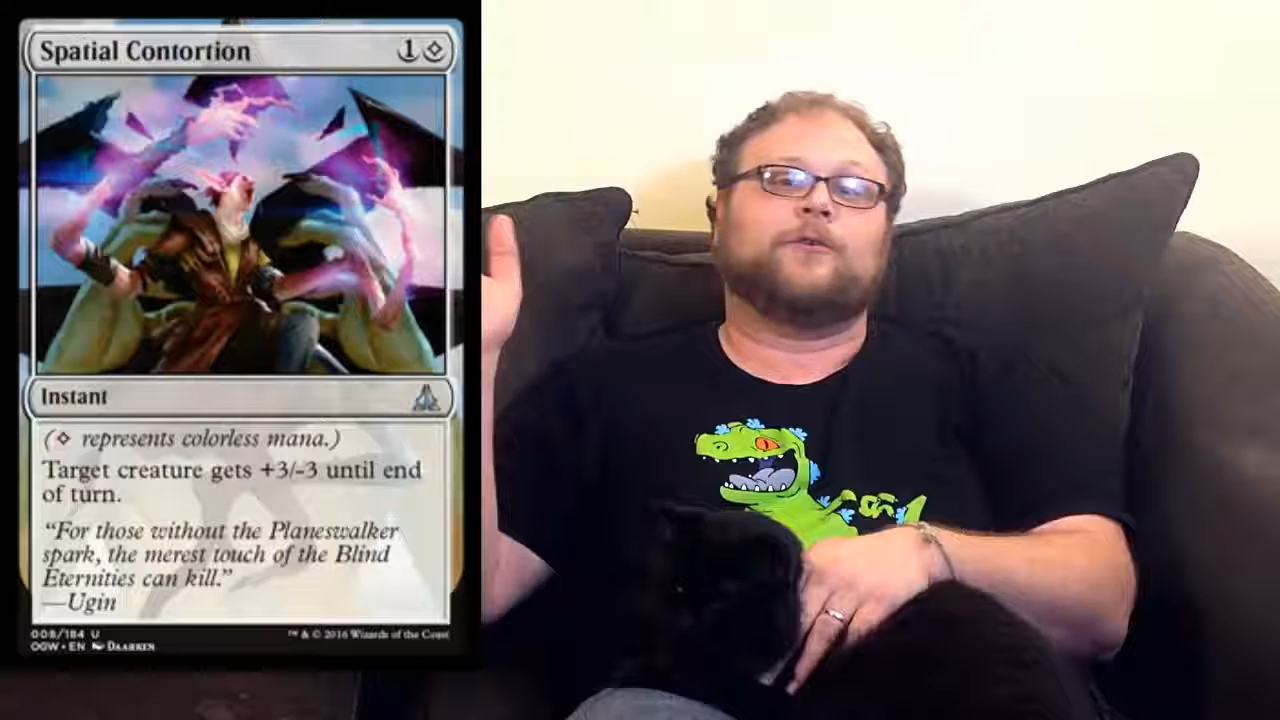 Spatial Contortion 1
Instant
( represents colorless mana.)
Target creature gets +3/-3 until end
of turn.
"For those without the Planeswalker
spark, the merest touch of the Blind
Eternities can kill."
—Ugin
008/184 U
OGW • EN Daarken
™ & © 2016 Wizards of the Coast